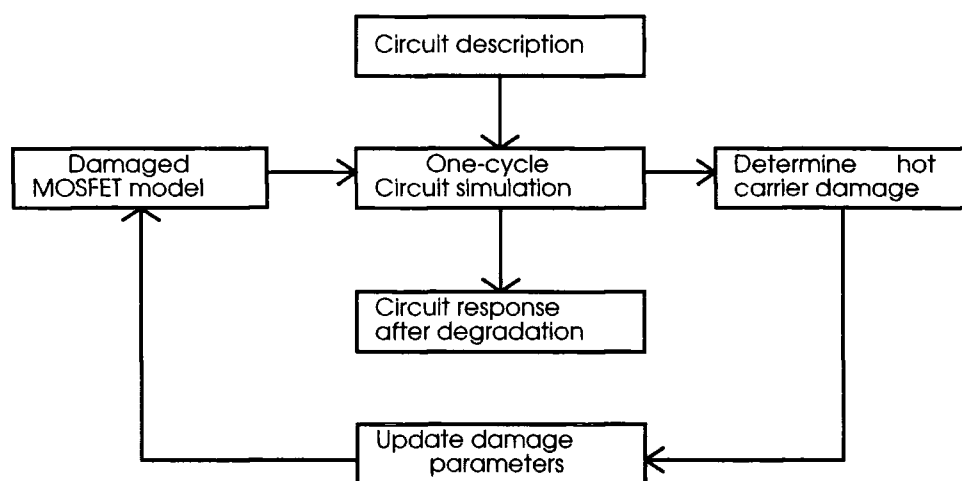 Circuit description
Damaged
MOSFET model
One-cycle
Circuit simulation
Determine hot
carrier damage
Circuit response
after degradation
Update damage
parameters